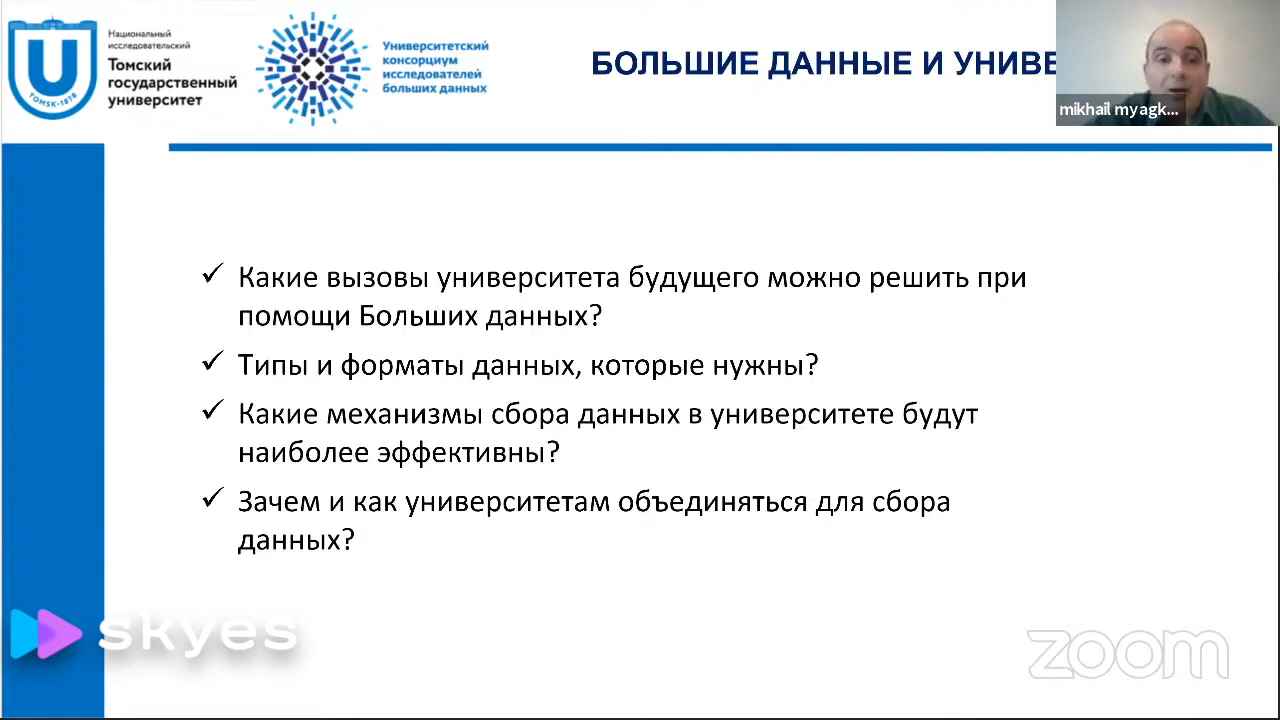 Национальный
исследовательский
Томский
государственный
университет
TOMSK-1878
Университетский
консорциум
исследователей
больших данных
БОЛЬШИЕ ДАННЫЕ И УНИВЕ
mikhail myagk...
✓ Какие вызовы университета будущего можно решить при
помощи Больших данных?
✓ Типы и форматы данных, которые нужны?
✓ Какие механизмы сбора данных в университете будут
наиболее эффективны?
✓ Зачем и как университетам объединяться для сбора
данных?
skyes
zoom